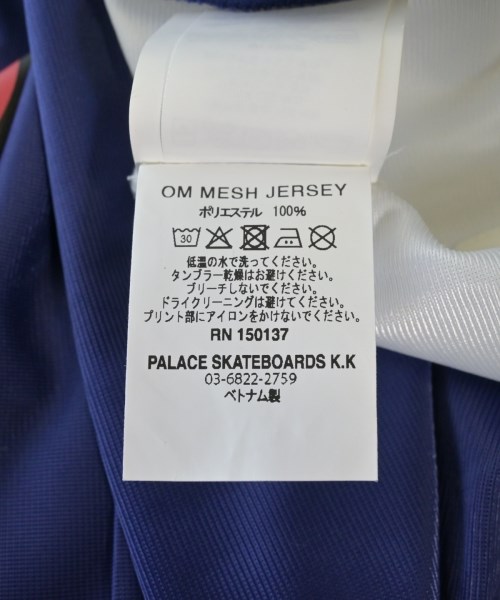 OM MESH JERSEY
ポリエステル 100%
30
低温の水で洗ってください。
タンブラー乾燥はお避けください。
ブリーチしないでください。
ドライクリーニングは避けてください。
プリント部にアイロンをかけないでください。
RN 150137
PALACE SKATEBOARDS K.K
03-6822-2759
ベトナム製